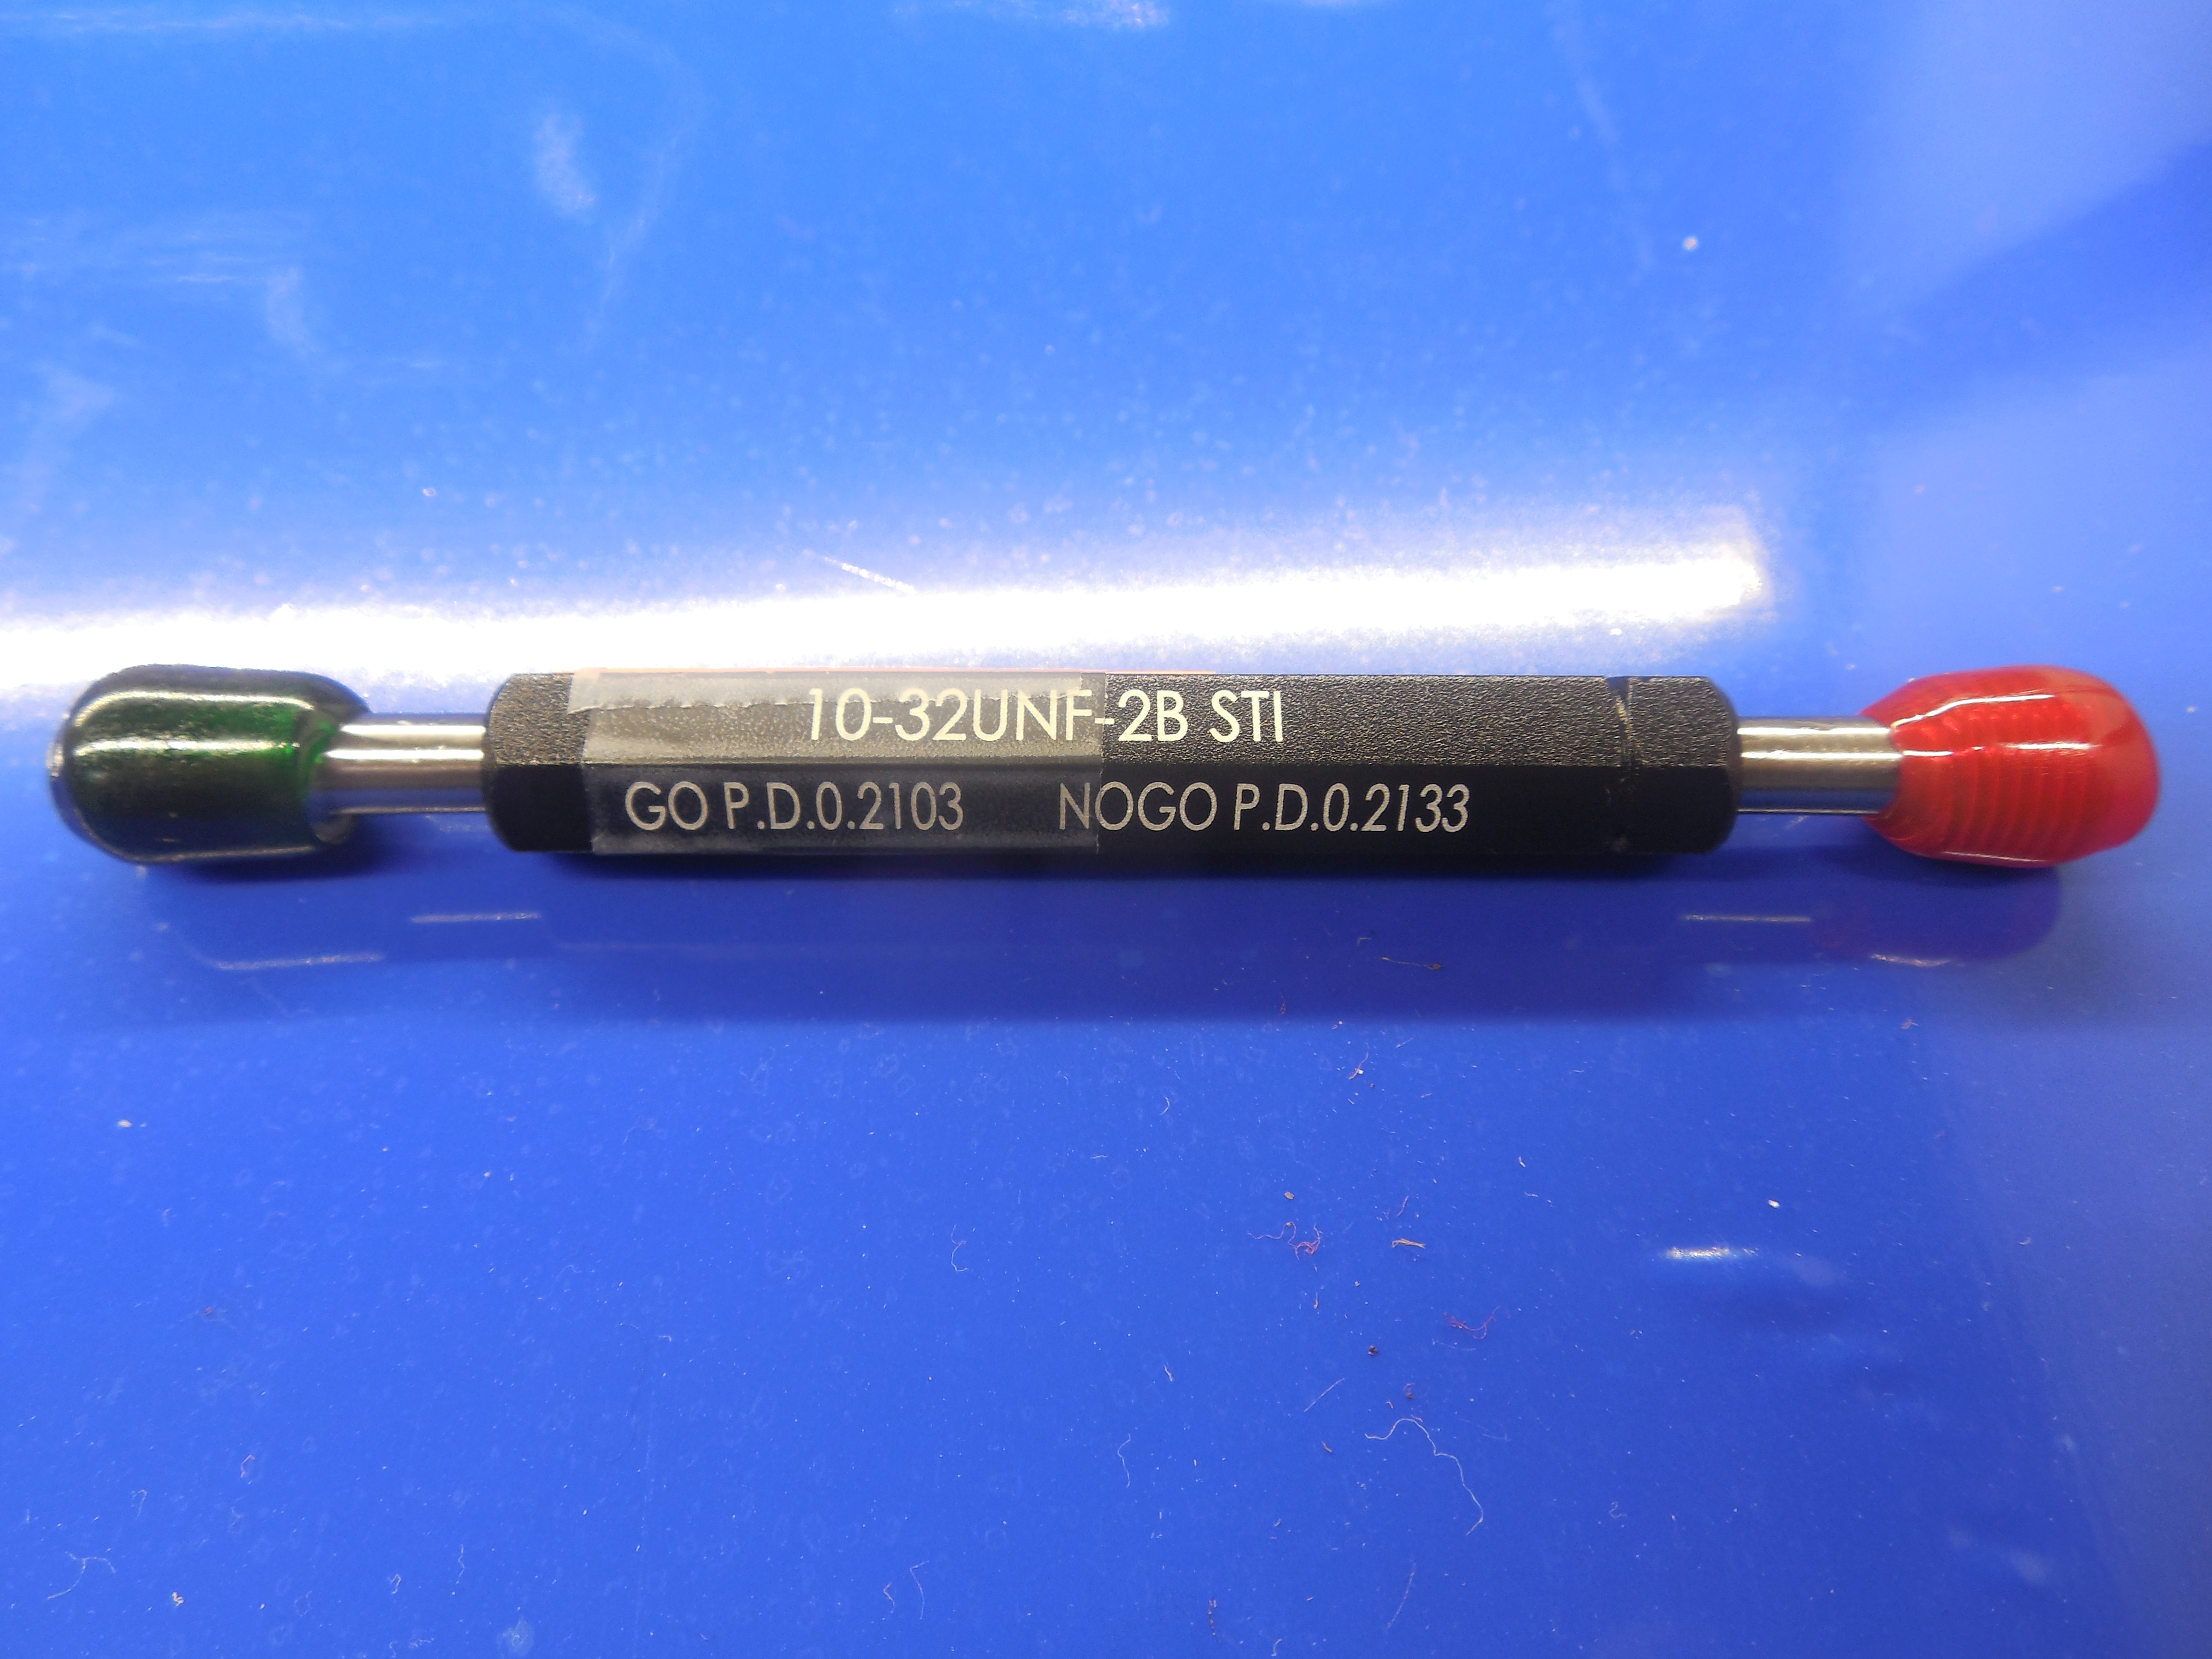 10-32UNF-2B STI
GO P.D.0.2103 NOGO P.D.0.2133